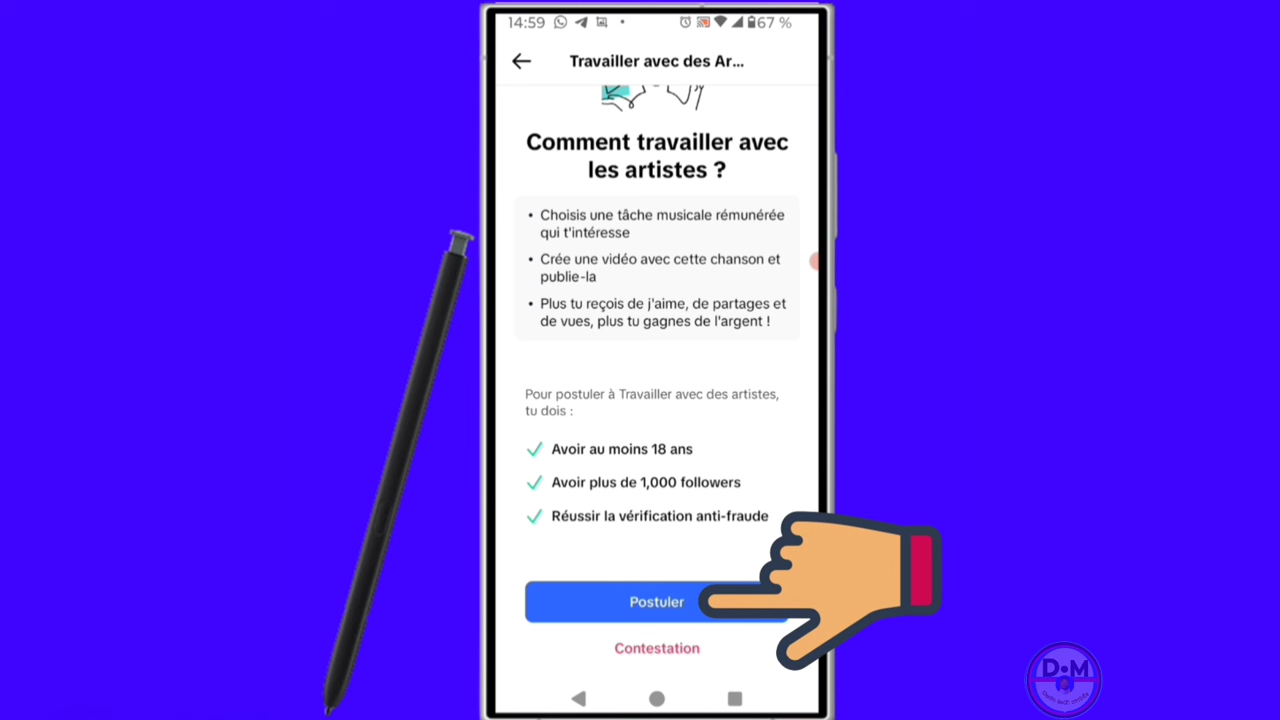 14:59
67 %
Travailler avec des Ar...
Comment travailler avec
les artistes ?
• Choisis une tâche musicale rémunérée
qui t'intéresse
• Crée une vidéo avec cette chanson et
publie-la
• Plus tu reçois de j'aime, de partages et
de vues, plus tu gagnes de l'argent !
Pour postuler à Travailler avec des artistes,
tu dois :
Avoir au moins 18 ans
Avoir plus de 1,000 followers
Réussir la vérification anti-fraude
Postuler
Contestation
D•M